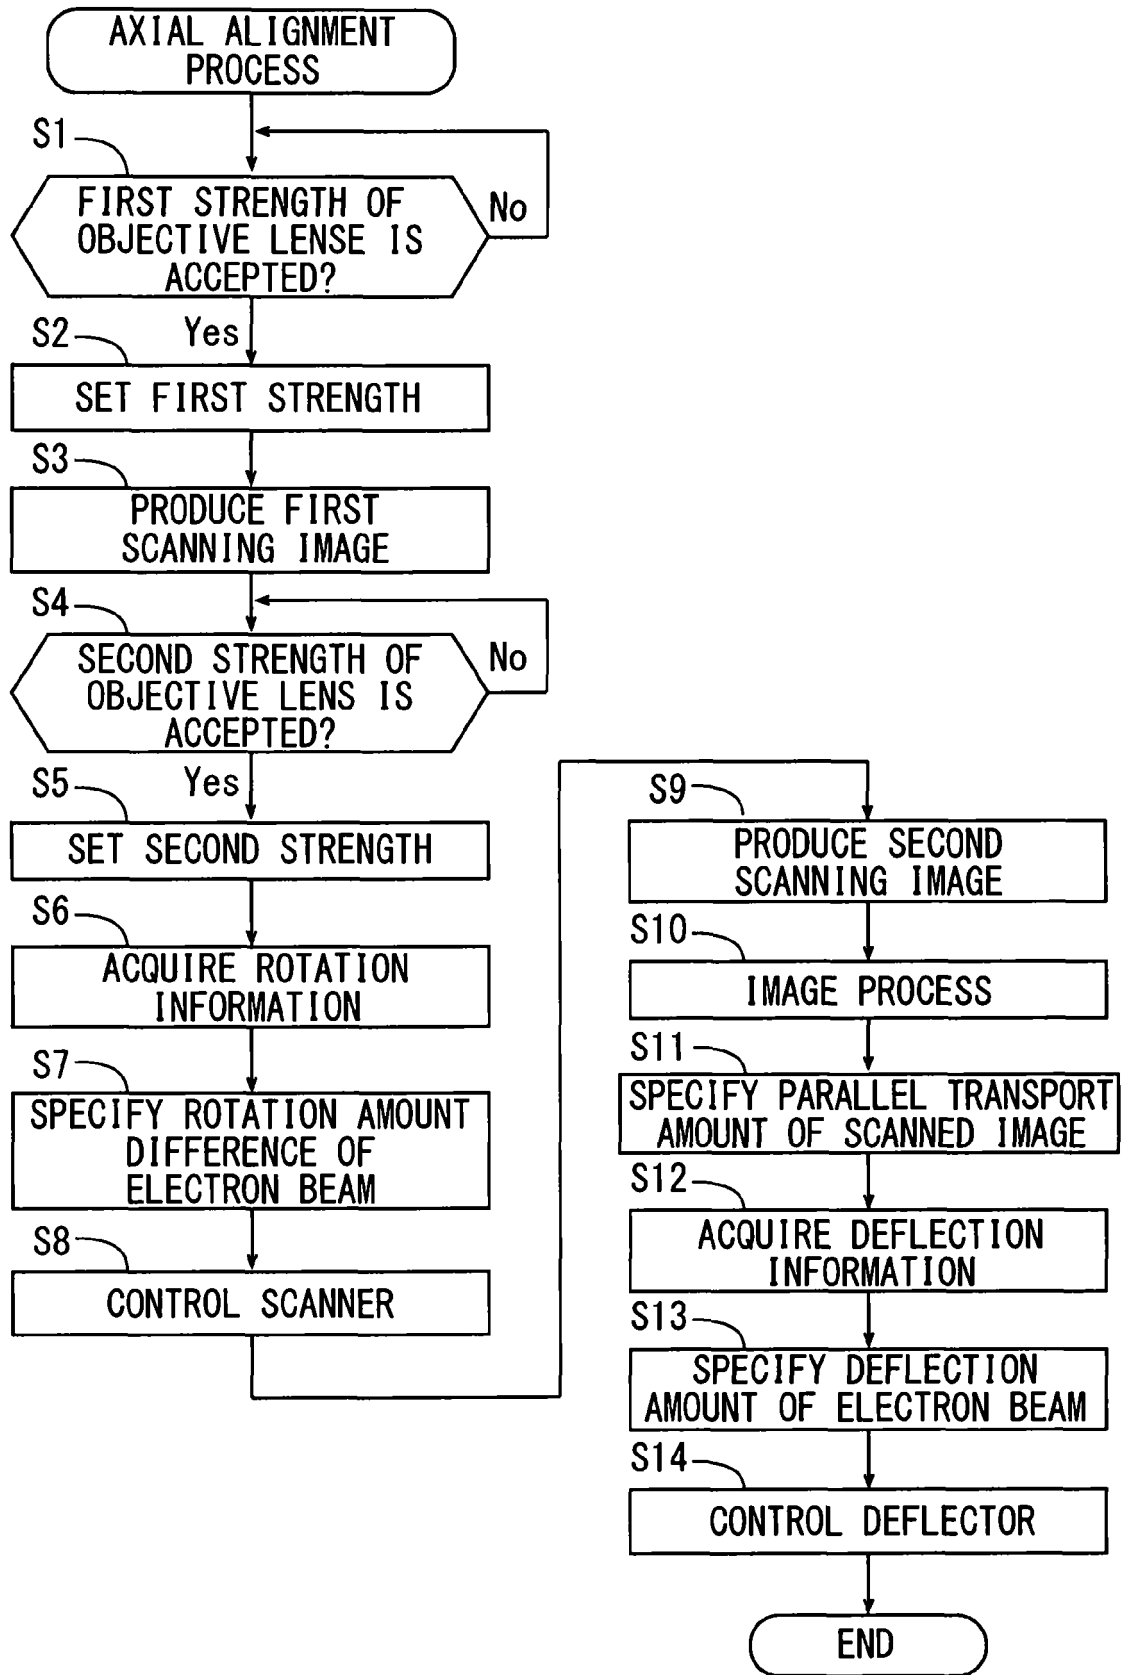 AXIAL ALIGNMENT
PROCESS
S1
FIRST STRENGTH OF
OBJECTIVE LENSE IS
ACCEPTED?
No
Yes
S2
SET FIRST STRENGTH
S3
PRODUCE FIRST
SCANNING IMAGE
S4
SECOND STRENGTH OF
OBJECTIVE LENS IS
ACCEPTED?
No
Yes
S5
SET SECOND STRENGTH
S6
ACQUIRE ROTATION
INFORMATION
S7
SPECIFY ROTATION AMOUNT
DIFFERENCE OF
ELECTRON BEAM
S8
CONTROL SCANNER
S9
PRODUCE SECOND
SCANNING IMAGE
S10
IMAGE PROCESS
S11
SPECIFY PARALLEL TRANSPORT
AMOUNT OF SCANNED IMAGE
S12
ACQUIRE DEFLECTION
INFORMATION
S13
SPECIFY DEFLECTION
AMOUNT OF ELECTRON BEAM
S14
CONTROL DEFLECTOR
END